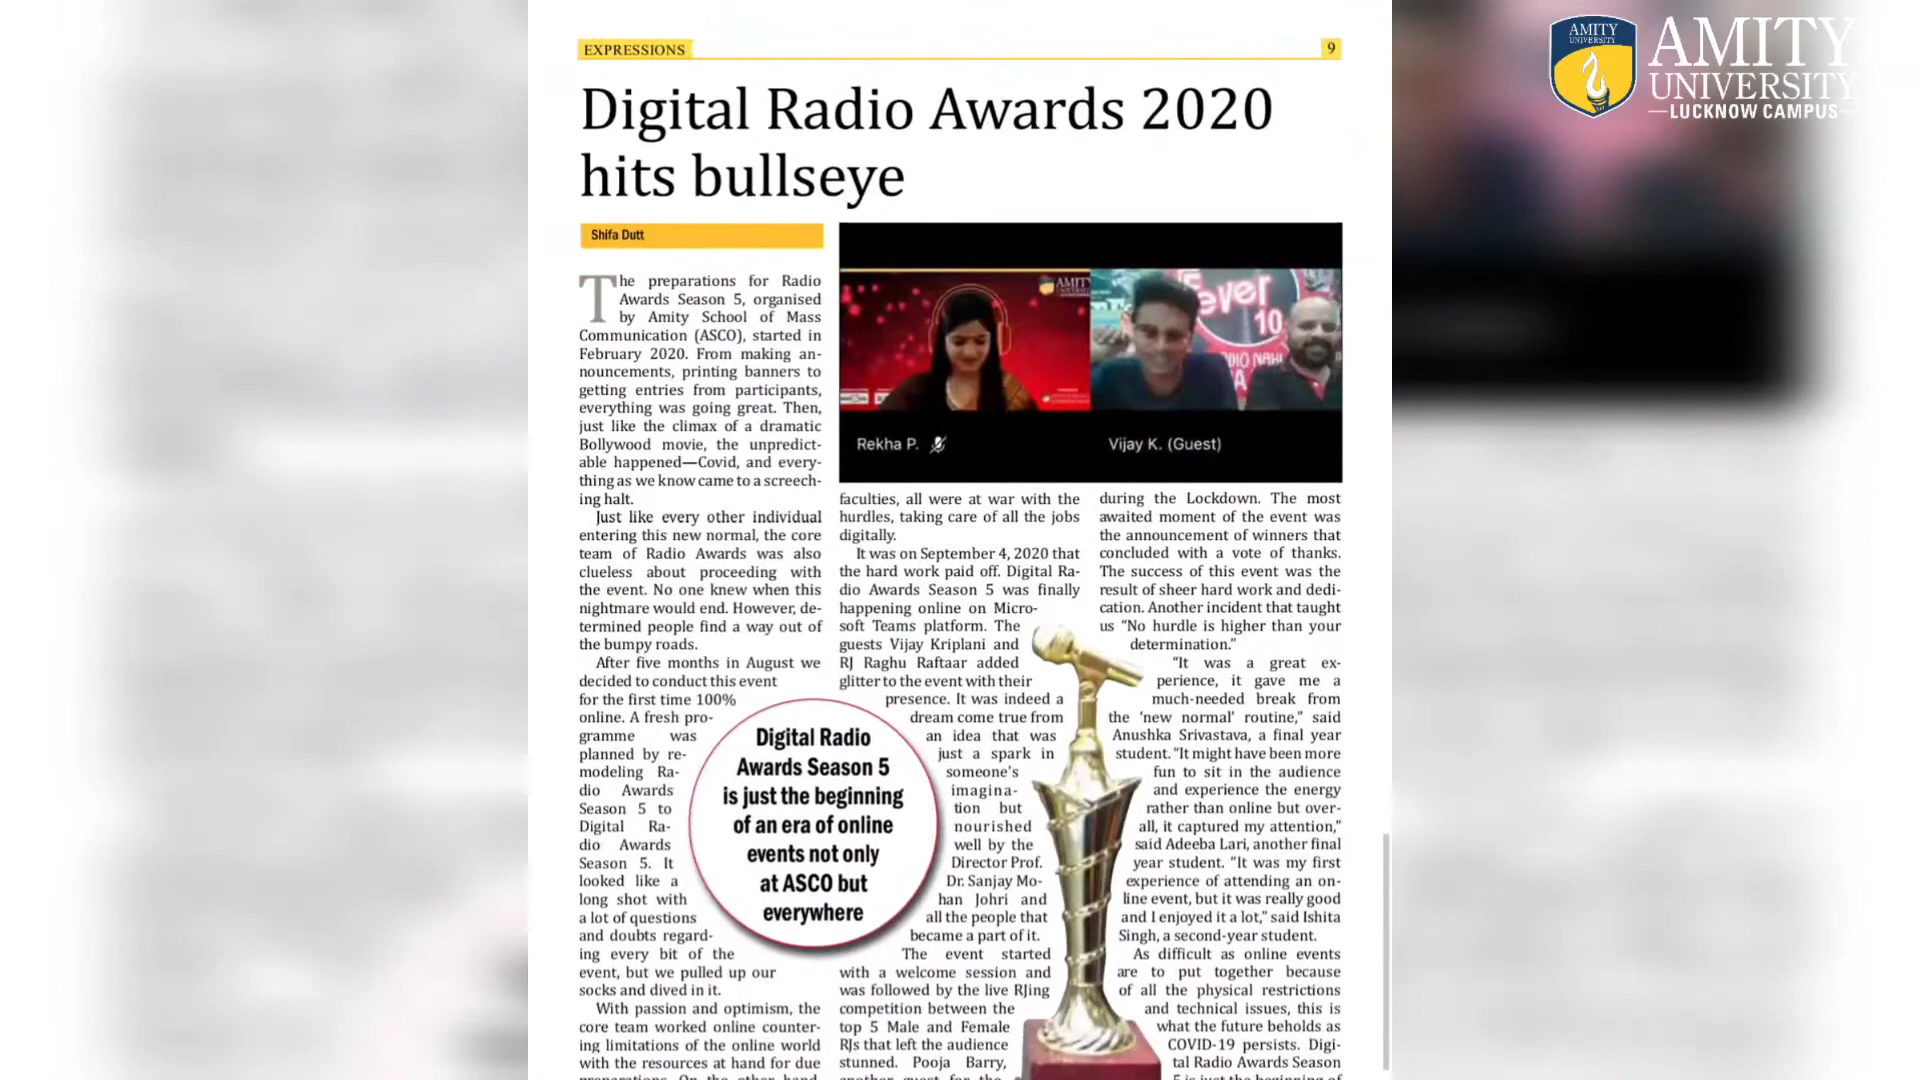 EXPRESSIONS
9
AMITY
UNIVERSITY
AMITY
UNIVERSITY
LUCKNOW CAMPUS
Digital Radio Awards 2020
hits bullseye
Shifa Dutt
The preparations for Radio
Awards Season 5, organised
by Amity School of Mass
Communication (ASCO), started in
February 2020. From making an-
nouncements, printing banners to
getting entries from participants,
everything was going great. Then,
just like the climax of a dramatic
Bollywood movie, the unpredict-
able happened—Covid, and every-
thing as we know came to a screech-
ing halt.
Just like every other individual
entering this new normal, the core
team of Radio Awards was also
clueless about proceeding with
the event. No one knew when this
nightmare would end. However, de-
termined people find a way out of
the bumpy roads.
After five months in August we
decided to conduct this event
for the first time 100%
online. A fresh pro-
gramme was
planned by re-
modeling Ra-
dio Awards
Season 5 to
Digital Ra-
dio Awards
Season 5. It
looked like a
long shot with
a lot of questions
and doubts regard-
ing every bit of the
event, but we pulled up our
socks and dived in it.
With passion and optimism, the
core team worked online counter-
ing limitations of the online world
with the resources at hand for due
Digital Radio
Awards Season 5
is just the beginning
of an era of online
events not only
at ASCO but
everywhere
AMITY
UNIVERSITY
Fever
10
Rekha P.
Vijay K. (Guest)
faculties, all were at war with the
hurdles, taking care of all the jobs
digitally.
It was on September 4, 2020 that
the hard work paid off. Digital Ra-
dio Awards Season 5 was finally
happening online on Micro-
soft Teams platform. The
guests Vijay Kriplani and
RJ Raghu Raftaar added
glitter to the event with their
presence. It was indeed a
dream come true from
an idea that was
just a spark in
someone's
imagina-
tion but
nourished
well by the
Director Prof.
Dr. Sanjay Mo-
han Johri and
all the people that
became a part of it.
The event started
with a welcome session and
was followed by the live RJing
competition between the
top 5 Male and Female
RJs that left the audience
stunned. Pooja Barry,
during the Lockdown. The most
awaited moment of the event was
the announcement of winners that
concluded with a vote of thanks.
The success of this event was the
result of sheer hard work and dedi-
cation. Another incident that taught
us “No hurdle is higher than your
determination.”
“It was a great ex-
perience, it gave me a
much-needed break from
the ‘new normal’ routine,” said
Anushka Srivastava, a final year
student. “It might have been more
fun to sit in the audience
and experience the energy
rather than online but over-
all, it captured my attention,”
said Adeeba Lari, another final
year student. “It was my first
experience of attending an on-
line event, but it was really good
and I enjoyed it a lot,” said Ishita
Singh, a second-year student.
As difficult as online events
are to put together because
of all the physical restrictions
and technical issues, this is
what the future beholds as
COVID-19 persists. Digi-
tal Radio Awards Season